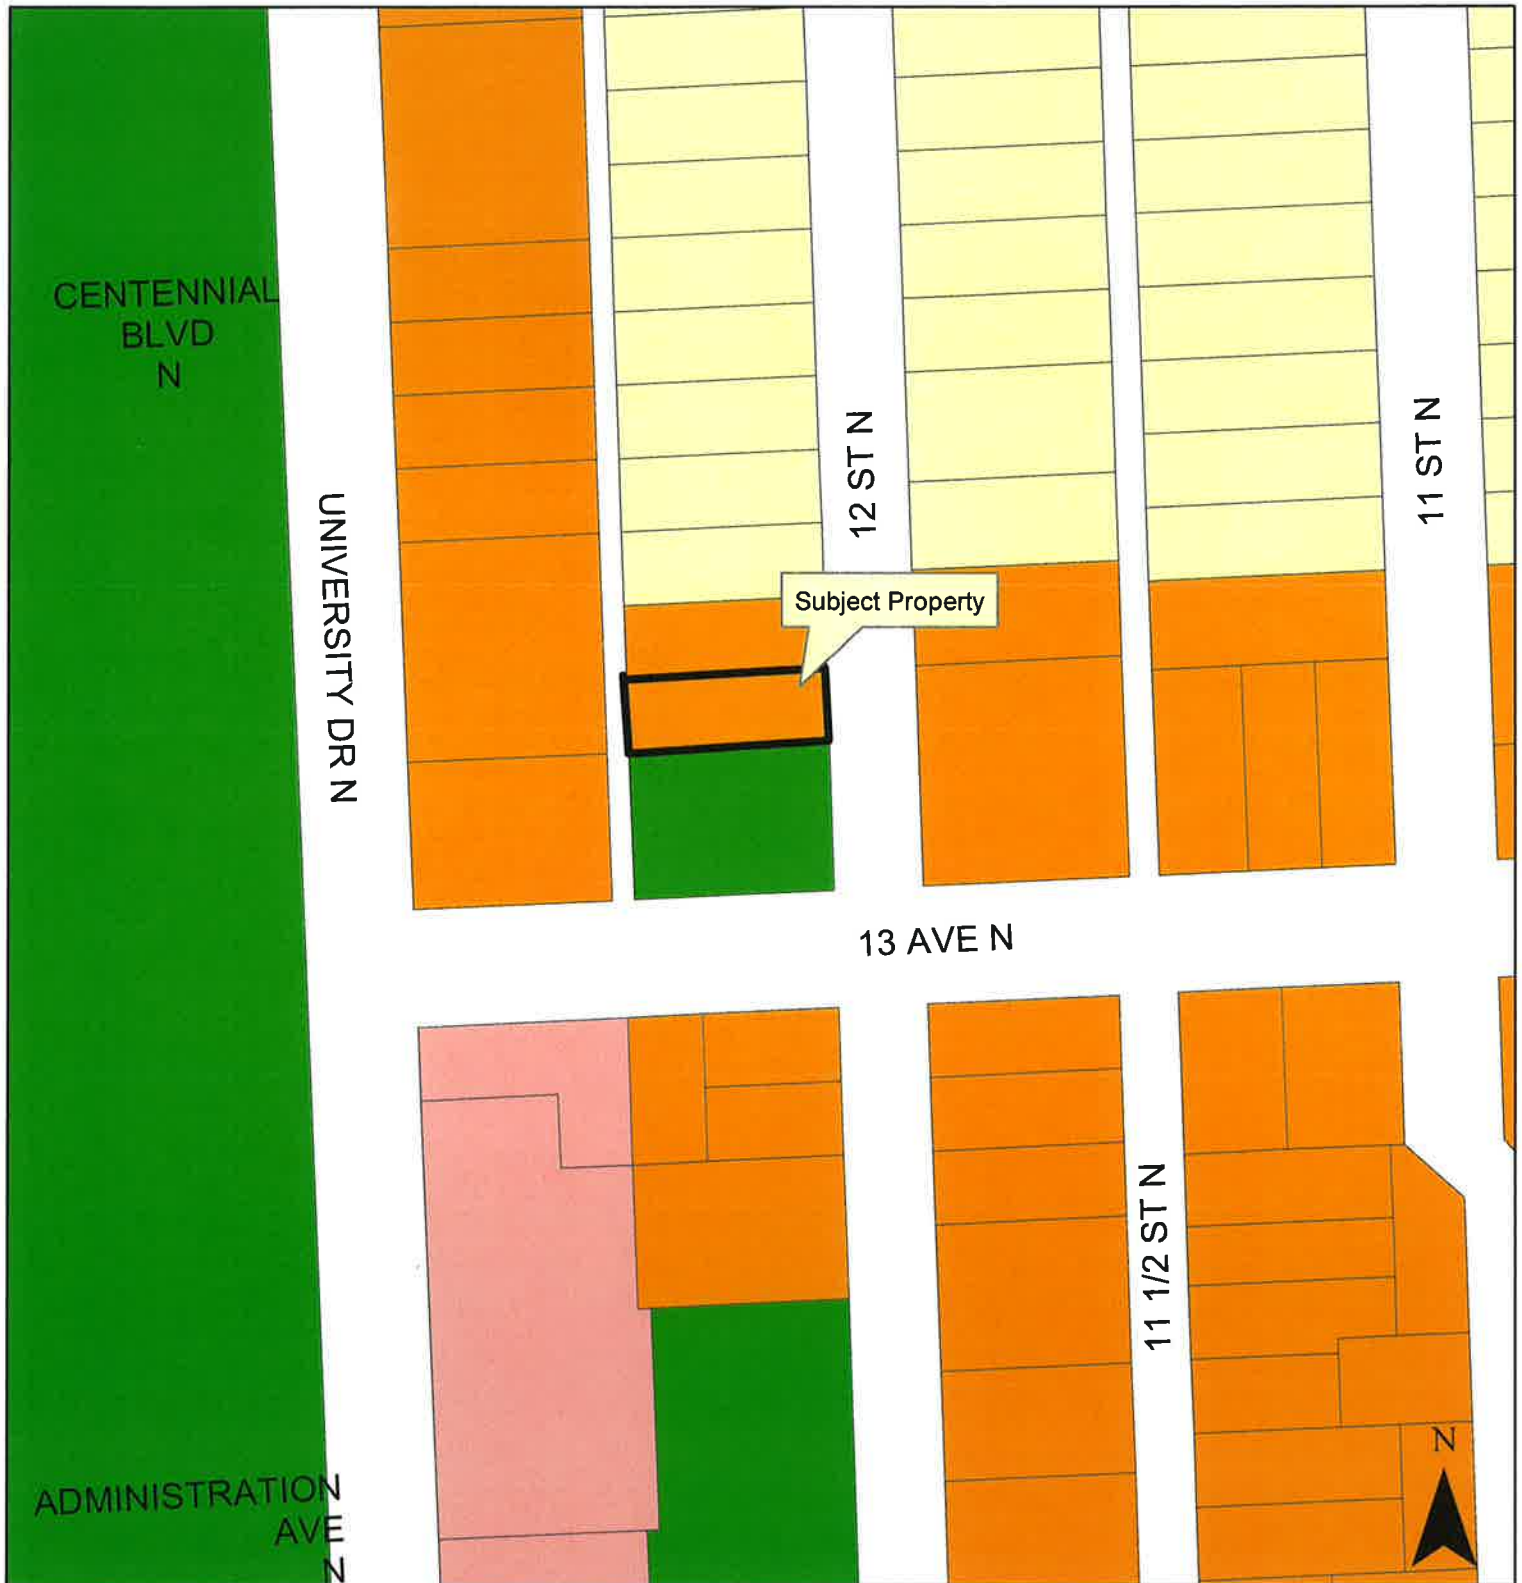 CENTENNIAL
BLVD
N
UNIVERSITY DR N
12 ST N
11 ST N
Subject Property
13 AVE N
11 1/2 ST N
ADMINISTRATION
AVE
N
N